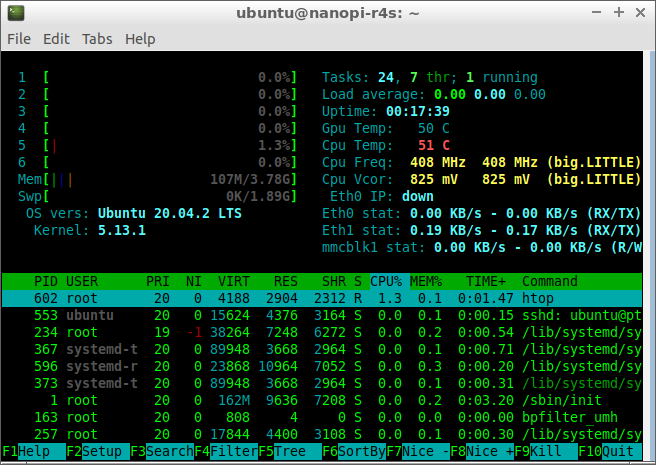 ubuntu@nanopi-r4s: ~
File Edit Tabs Help
1 [ 0.0%] Tasks: 24, 7 thr; 1 running
2 [ 0.0%] Load average: 0.00 0.00 0.00
3 [ 0.0%] Uptime: 00:17:39
4 [ 0.0%] Gpu Temp: 50 C
5 [| 1.3%] Cpu Temp: 51 C
6 [ 0.0%] Cpu Freq: 408 MHz 408 MHz (big.LITTLE)
Mem[||| 107M/3.78G] Cpu Vcor: 825 mV 825 mV (big.LITTLE)
Swp[ 0K/1.89G] Eth0 IP: down
OS vers: Ubuntu 20.04.2 LTS Eth0 stat: 0.00 KB/s - 0.00 KB/s (RX/TX)
Kernel: 5.13.1 Eth1 stat: 0.19 KB/s - 0.17 KB/s (RX/TX)
mmcblk1 stat: 0.00 KB/s - 0.00 KB/s (R/W
PID USER PRI NI VIRT RES SHR S CPU% MEM% TIME+ Command
602 root 20 0 4188 2904 2312 R 1.3 0.1 0:01.47 htop
553 ubuntu 20 0 15624 4376 3164 S 0.0 0.1 0:00.15 sshd: ubuntu@pt
234 root 19 -1 38264 7248 6272 S 0.0 0.2 0:00.54 /lib/systemd/sy
367 systemd-t 20 0 89948 3668 2964 S 0.0 0.1 0:00.71 /lib/systemd/sy
596 systemd-r 20 0 23868 10964 7052 S 0.0 0.3 0:00.20 /lib/systemd/sy
373 systemd-t 20 0 89948 3668 2964 S 0.0 0.1 0:00.31 /lib/systemd/sy
1 root 20 0 162M 9636 7208 S 0.0 0.2 0:03.20 /sbin/init
163 root 20 0 808 4 0 S 0.0 0.0 0:00.00 bpfilter_umh
257 root 20 0 17844 4400 3108 S 0.0 0.1 0:00.30 /lib/systemd/sy
F1Help F2Setup F3SearchF4FilterF5Tree F6SortByF7Nice -F8Nice +F9Kill F10Quit